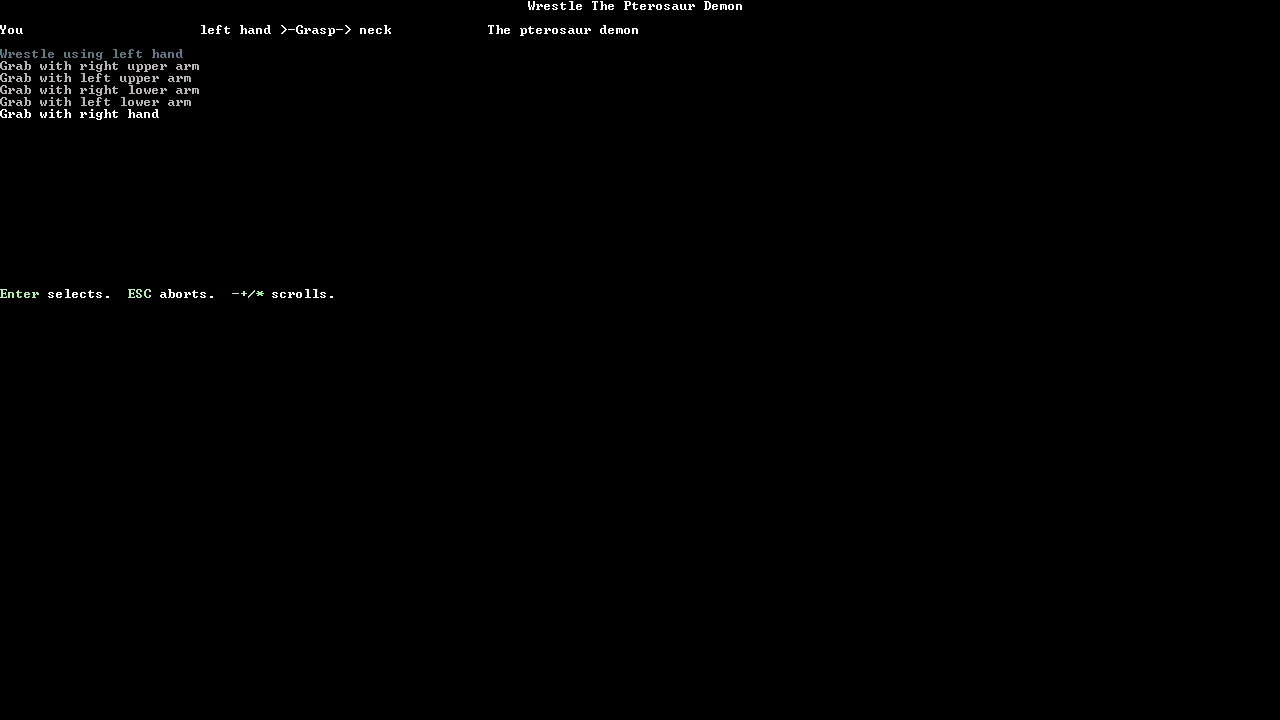 Wrestle The Pterosaur Demon
You left hand >-Grasp-> neck The pterosaur demon
Wrestle using left hand
Grab with right upper arm
Grab with left upper arm
Grab with right lower arm
Grab with left lower arm
Grab with right hand
Enter selects. ESC aborts. -+/* scrolls.